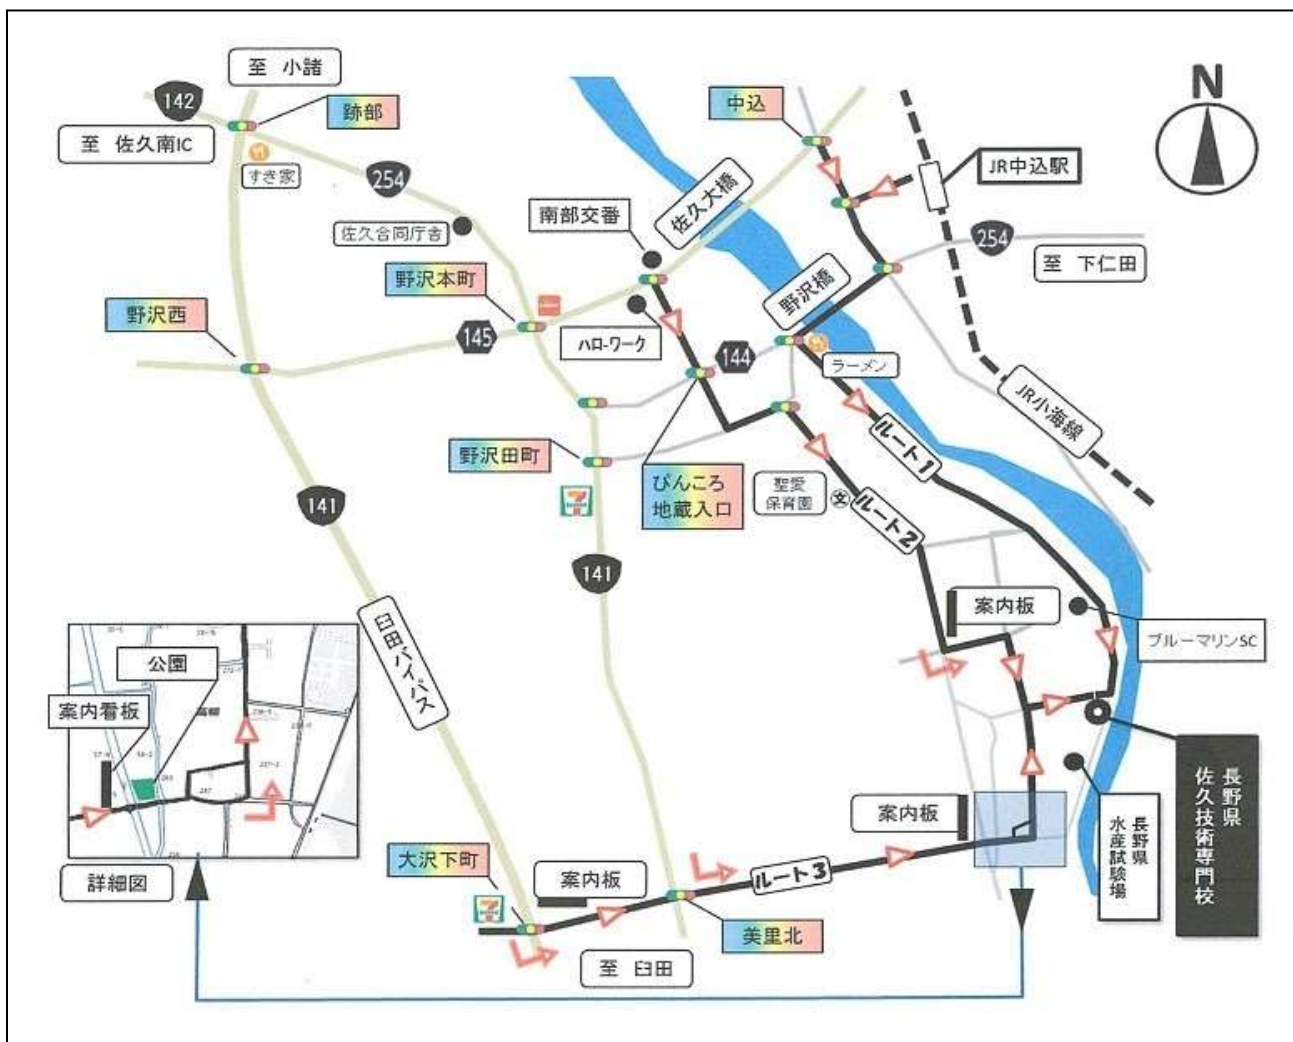 至 小諸
142
跡部
中込
N
至 佐久南IC
すき家
254
佐久大橋
JR中込駅
南部交番
佐久合同庁舎
254
至 下仁田
野沢本町
野沢橋
野沢西
145
ハローワーク
144
ラーメン
JR小海線
ルート1
野沢田町
ぴんころ
地蔵入口
聖愛
保育園
文
ルート2
141
141
案内板
臼田バイパス
ブルーマリンSC
公園
案内看板
長野県
佐久技術専門校
案内板
長野県
水産試験場
大沢下町
詳細図
案内板
ルート3
美里北
至 臼田